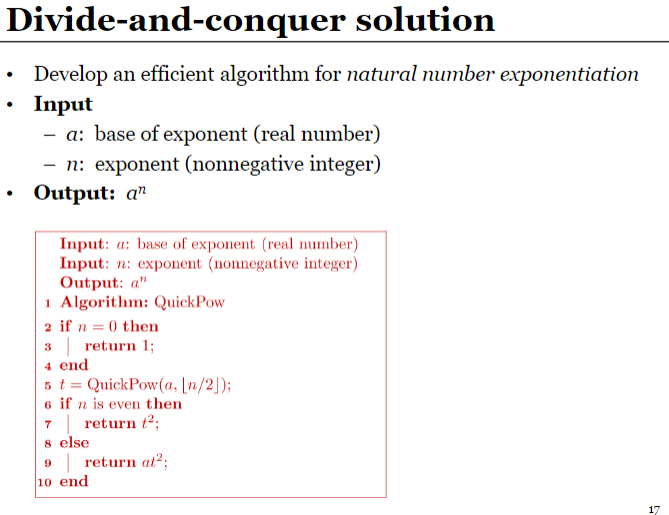 Divide-and-conquer solution
• Develop an efficient algorithm for natural number exponentiation
• Input
– a: base of exponent (real number)
– n: exponent (nonnegative integer)
• Output: aⁿ
Input: a: base of exponent (real number)
Input: n: exponent (nonnegative integer)
Output: aⁿ
1 Algorithm: QuickPow
2 if n = 0 then
3 | return 1;
4 end
5 t = QuickPow(a, ⌊n/2⌋);
6 if n is even then
7 | return t²;
8 else
9 | return at²;
10 end
17